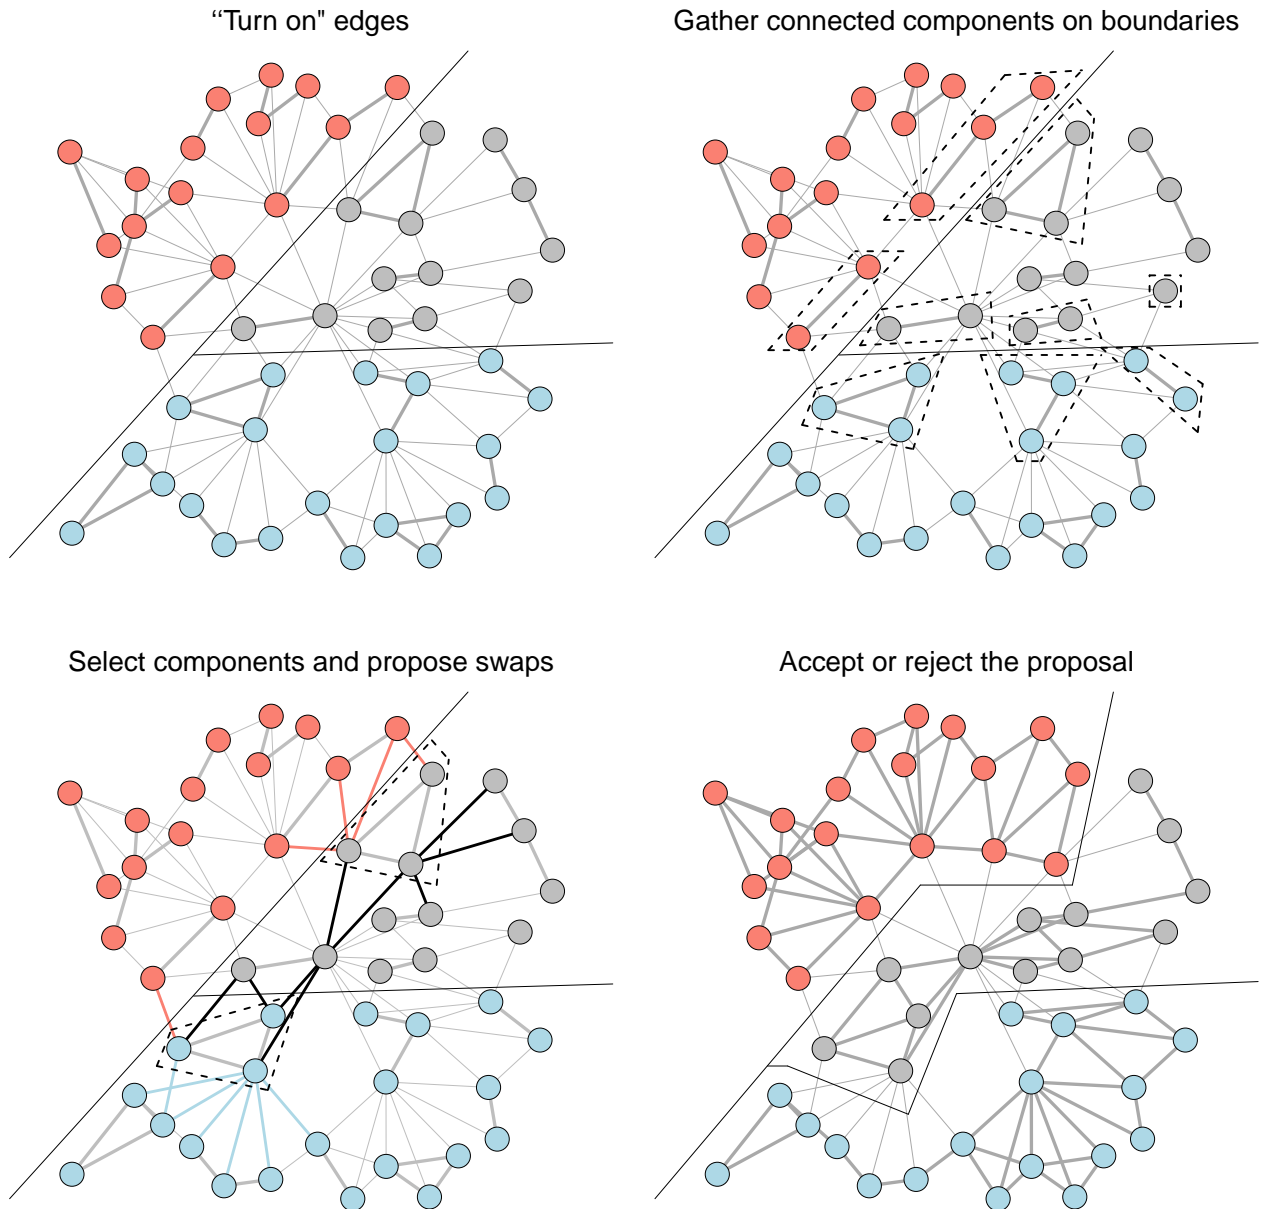 “Turn on" edges
Gather connected components on boundaries
Select components and propose swaps
Accept or reject the proposal